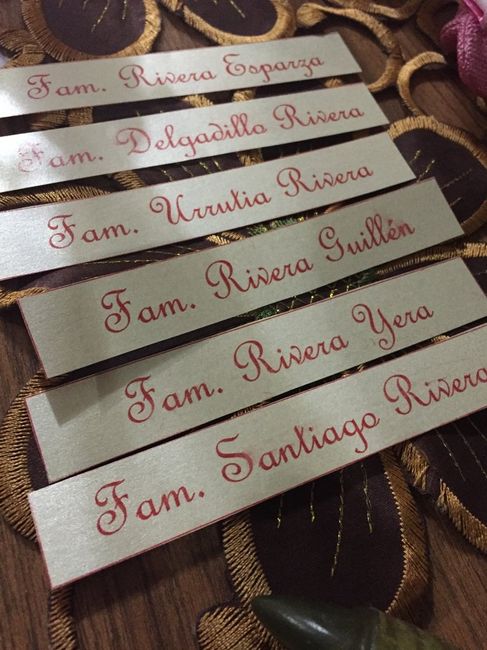 Fam. Rivera Esparza
Fam. Delgadillo Rivera
Fam. Urrutia Rivera
Fam. Rivera Guillén
Fam. Rivera Yera
Fam. Santiago Rivera